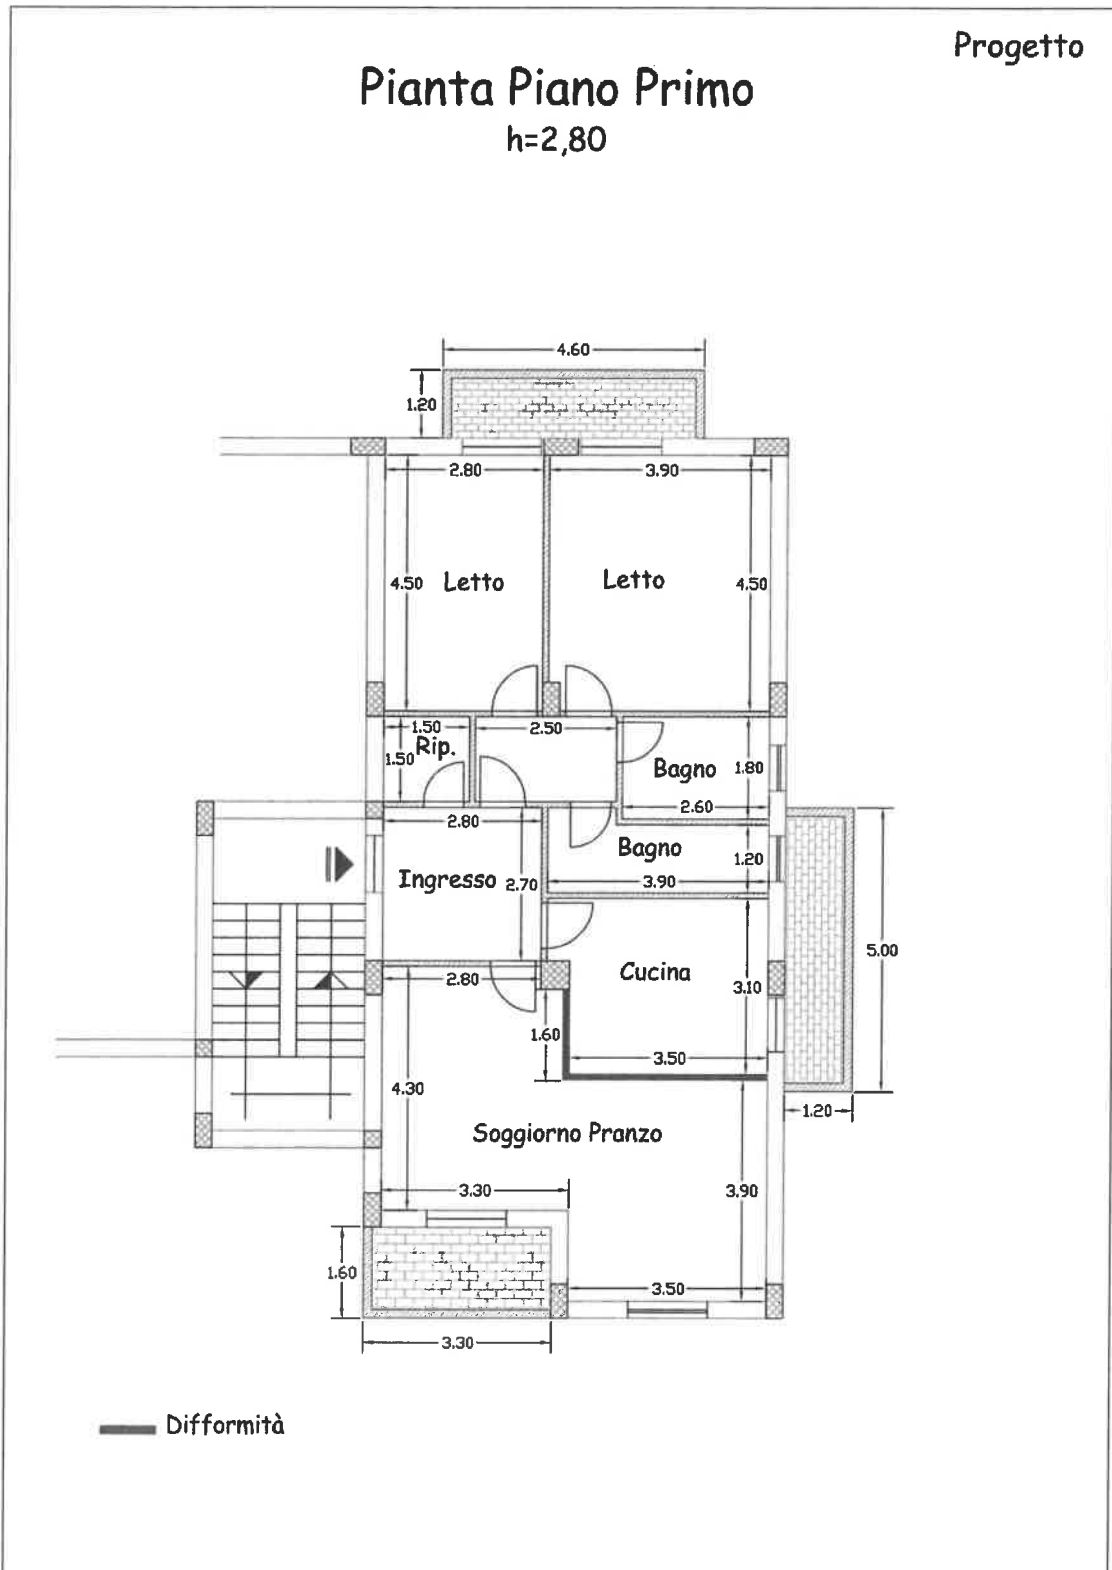 Progetto
Pianta Piano Primo
h=2,80
4.60
1.20
2.80 3.90
4.50 Letto Letto 4.50
1.50 2.50
Rip.
1.50 Bagno 1.80
2.60
2.80
Bagno 1.20
Ingresso 2.70 3.90
5.00
2.80 Cucina 3.10
1.60
3.50
4.30
1.20
Soggiorno Pranzo
3.30 3.90
1.60
3.50
3.30
Difformità